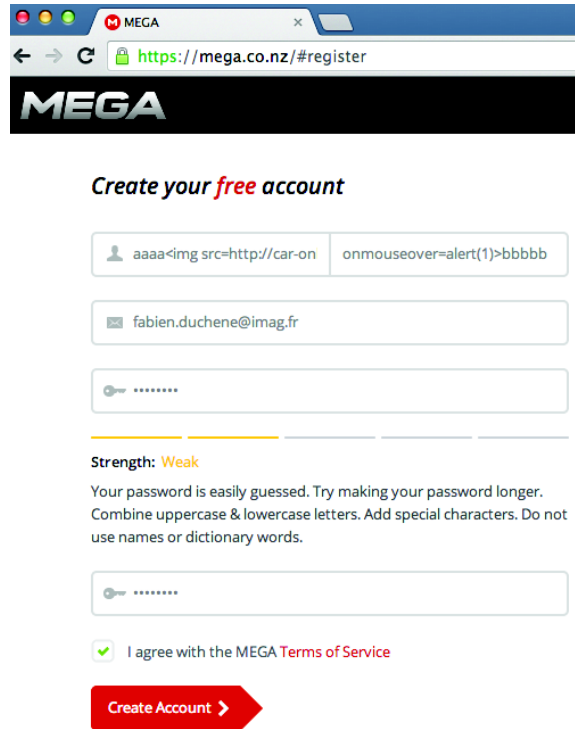 MEGA
https://mega.co.nz/#register
MEGA
Create your free account
aaaa<img src=http://car-on onmouseover=alert(1)>bbbbb
fabien.duchene@imag.fr
••••••••
Strength: Weak
Your password is easily guessed. Try making your password longer.
Combine uppercase & lowercase letters. Add special characters. Do not
use names or dictionary words.
••••••••
I agree with the MEGA Terms of Service
Create Account